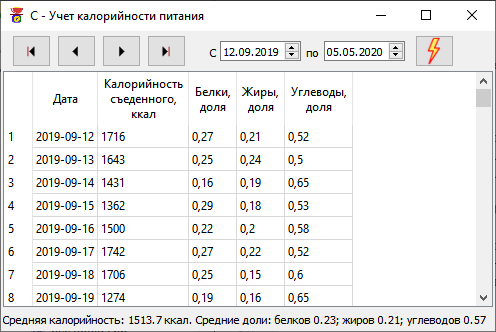 С - Учет калорийности питания
С 12.09.2019 по 05.05.2020
Дата Калорийность съеденного, ккал Белки, доля Жиры, доля Углеводы, доля
1 2019-09-12 1716 0,27 0,21 0,52
2 2019-09-13 1643 0,25 0,24 0,5
3 2019-09-14 1431 0,16 0,19 0,65
4 2019-09-15 1362 0,29 0,18 0,53
5 2019-09-16 1500 0,22 0,2 0,58
6 2019-09-17 1742 0,27 0,22 0,52
7 2019-09-18 1706 0,25 0,15 0,6
8 2019-09-19 1274 0,19 0,16 0,65
Средняя калорийность: 1513.7 ккал. Средние доли: белков 0.23; жиров 0.21; углеводов 0.57